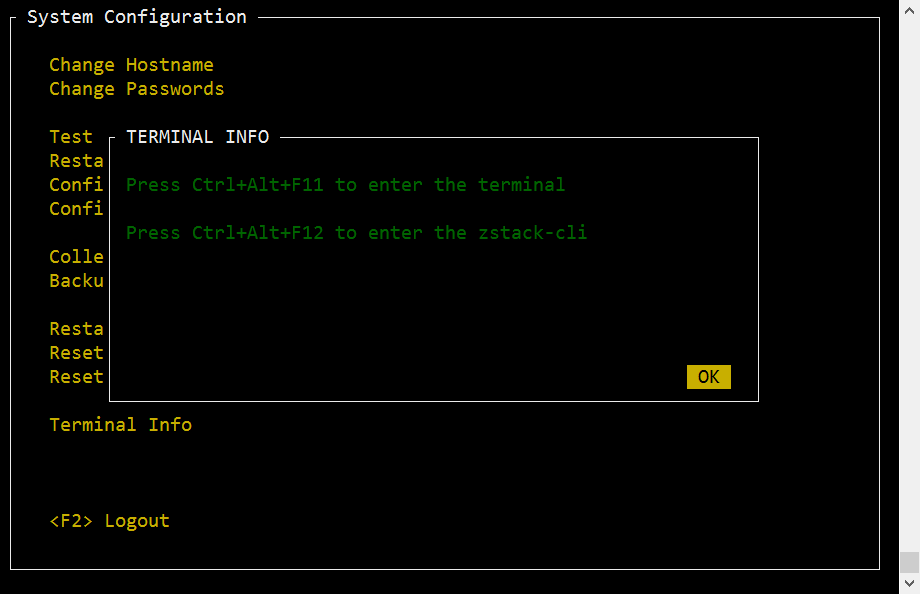 System Configuration
Change Hostname
Change Passwords
Test
TERMINAL INFO
Resta
Confi
Press Ctrl+Alt+F11 to enter the terminal
Confi
Press Ctrl+Alt+F12 to enter the zstack-cli
Colle
Backu
Resta
Reset
Reset
OK
Terminal Info
<F2> Logout